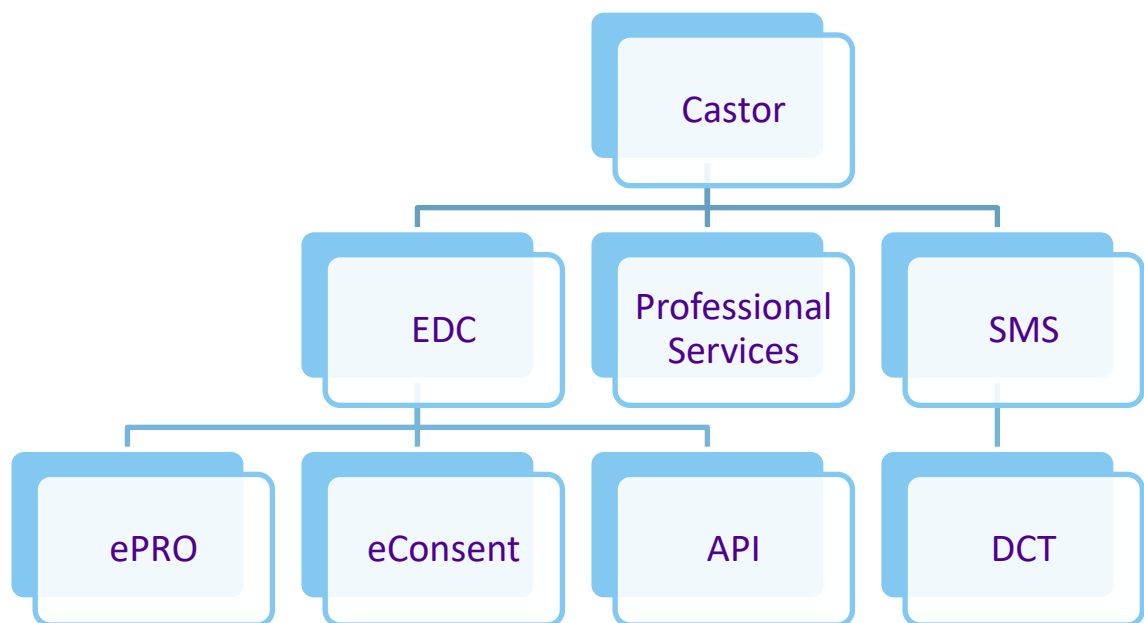 Castor
EDC
Professional
Services
SMS
ePRO
eConsent
API
DCT